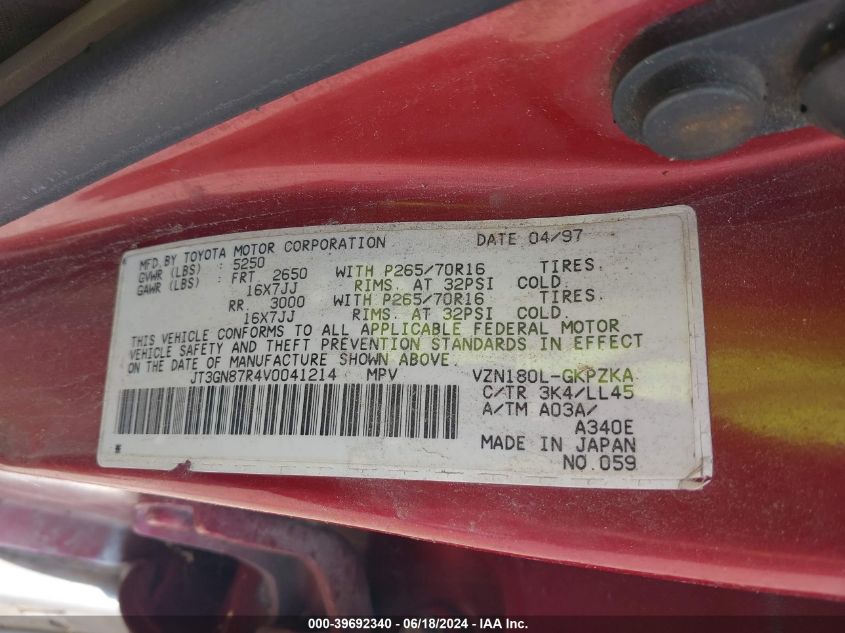 MFD.BY TOYOTA MOTOR CORPORATION DATE 04/97
GVWR (LBS) : 5250
GAWR (LBS) : FRT 2650 WITH P265/70R16 TIRES.
16X7JJ RIMS. AT 32PSI COLD.
RR 3000 WITH P265/70R16 TIRES.
16X7JJ RIMS. AT 32PSI COLD.
THIS VEHICLE CONFORMS TO ALL APPLICABLE FEDERAL MOTOR
VEHICLE SAFETY AND THEFT PREVENTION STANDARDS IN EFFECT
ON THE DATE OF MANUFACTURE SHOWN ABOVE.
JT3GN87R4V0041214 MPV VZN180L-GKPZKA
C/TR 3K4/LL45
A/TM A03A/
A340E
MADE IN JAPAN
NO.059
000-39692340 - 06/18/2024 - IAAI.COM